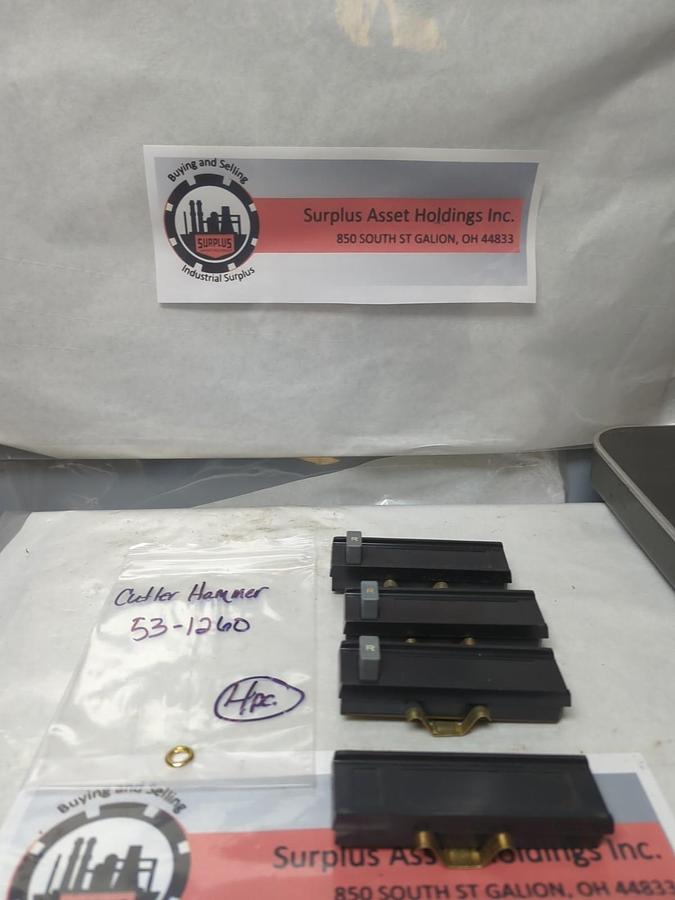 Buying and Selling
SURPLUS
Industrial Surplus
Surplus Asset Holdings Inc.
850 SOUTH ST GALION, OH 44833
R
R
R
Cutler Hammer
53-1260
4pc.
Buying and Selling
Surplus Ass oldings Inc.
850 SOUTH ST GALION, OH 44833